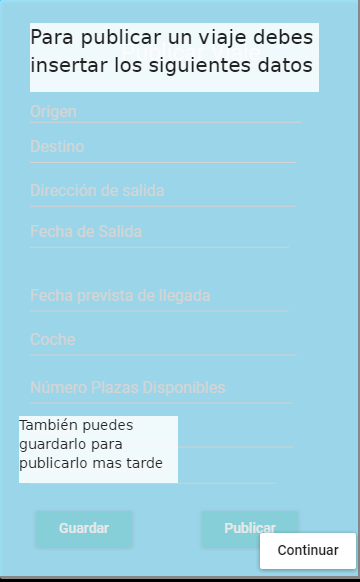 Para publicar un viaje debes
insertar los siguientes datos
Origen
Destino
Dirección de salida
Fecha de Salida
Fecha prevista de llegada
Coche
Número Plazas Disponibles
También puedes
guardarlo para
publicarlo mas tarde
Guardar
Publicar
Continuar